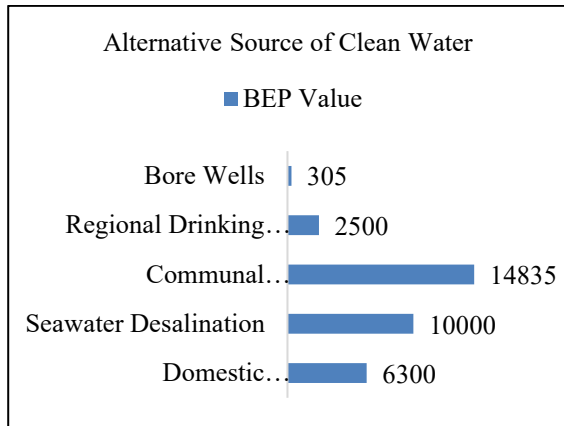 Alternative Source of Clean Water
BEP Value
Bore Wells 305
Regional Drinking... 2500
Communal... 14835
Seawater Desalination 10000
Domestic... 6300